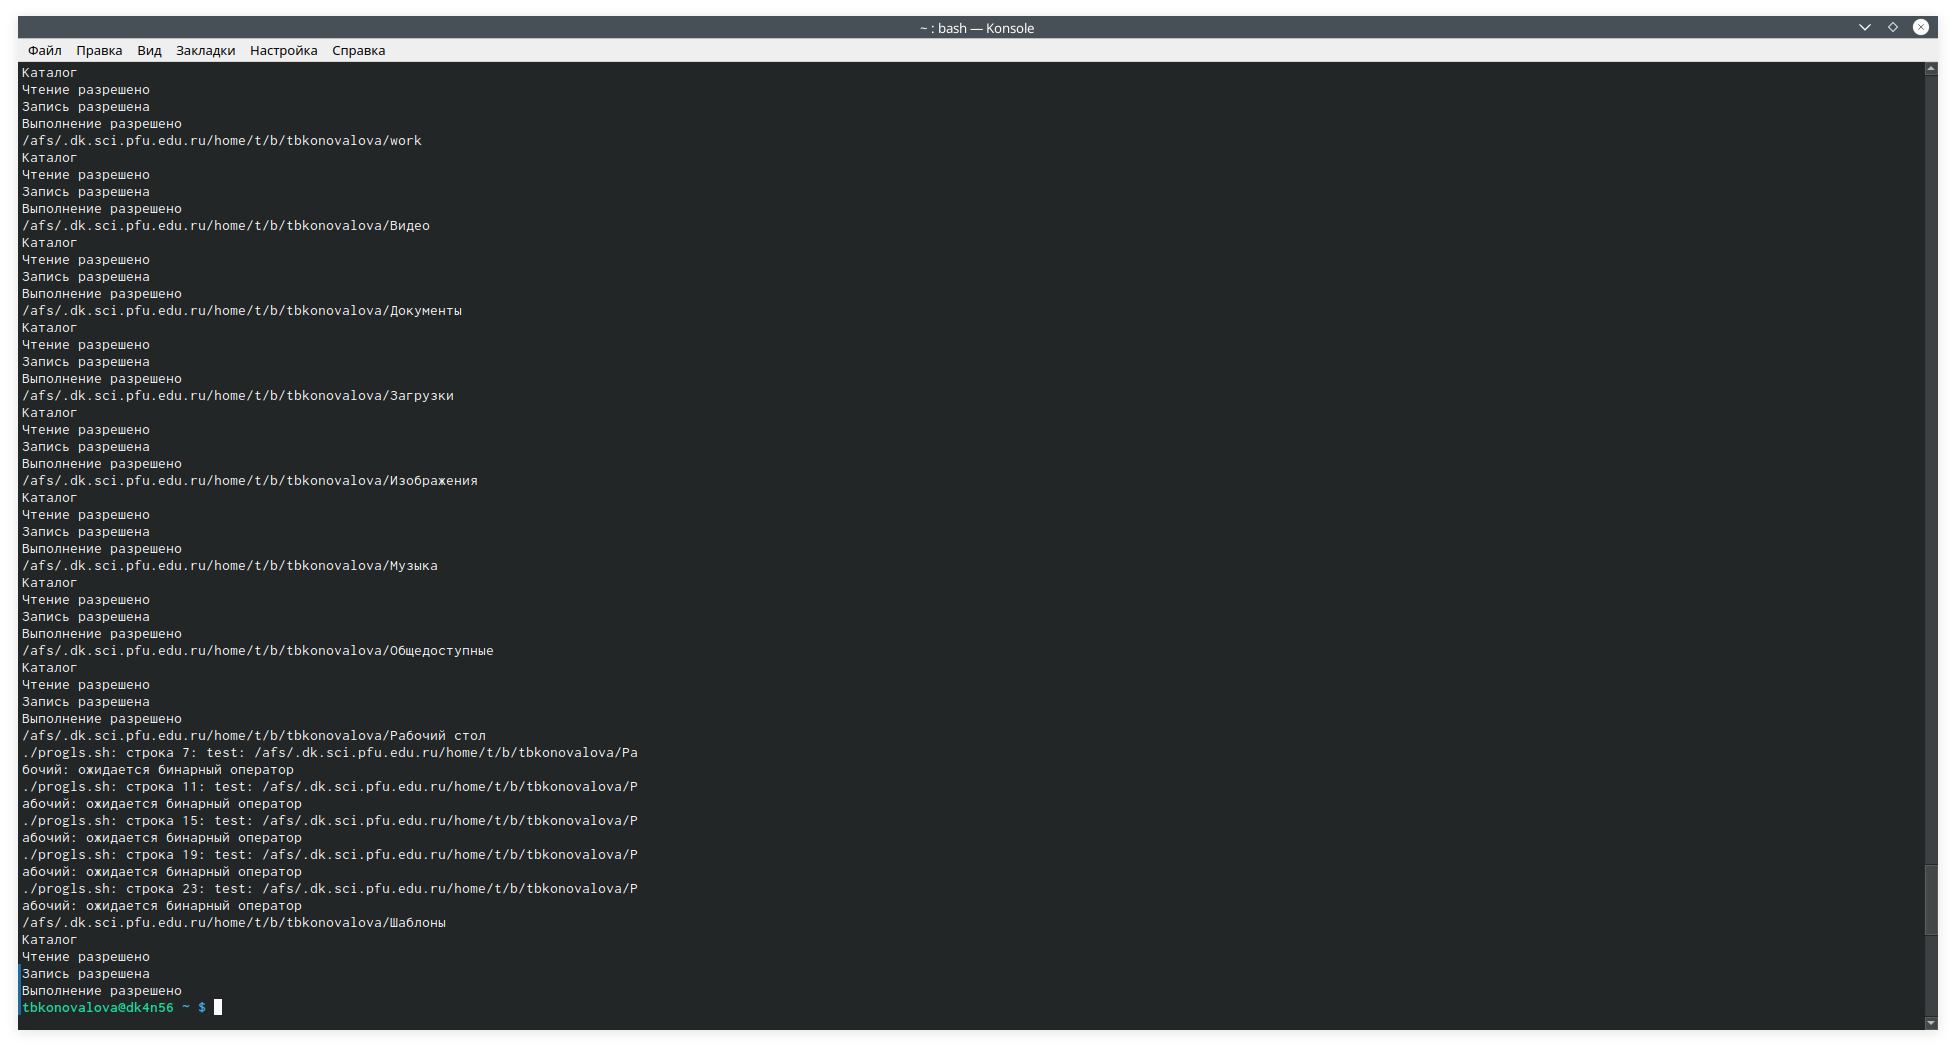 ~ : bash — Konsole
Файл Правка Вид Закладки Настройка Справка
Каталог
Чтение разрешено
Запись разрешена
Выполнение разрешено
/afs/.dk.sci.pfu.edu.ru/home/t/b/tbkonovalova/work
Каталог
Чтение разрешено
Запись разрешена
Выполнение разрешено
/afs/.dk.sci.pfu.edu.ru/home/t/b/tbkonovalova/Видео
Каталог
Чтение разрешено
Запись разрешена
Выполнение разрешено
/afs/.dk.sci.pfu.edu.ru/home/t/b/tbkonovalova/Документы
Каталог
Чтение разрешено
Запись разрешена
Выполнение разрешено
/afs/.dk.sci.pfu.edu.ru/home/t/b/tbkonovalova/Загрузки
Каталог
Чтение разрешено
Запись разрешена
Выполнение разрешено
/afs/.dk.sci.pfu.edu.ru/home/t/b/tbkonovalova/Изображения
Каталог
Чтение разрешено
Запись разрешена
Выполнение разрешено
/afs/.dk.sci.pfu.edu.ru/home/t/b/tbkonovalova/Музыка
Каталог
Чтение разрешено
Запись разрешена
Выполнение разрешено
/afs/.dk.sci.pfu.edu.ru/home/t/b/tbkonovalova/Общедоступные
Каталог
Чтение разрешено
Запись разрешена
Выполнение разрешено
/afs/.dk.sci.pfu.edu.ru/home/t/b/tbkonovalova/Рабочий стол
./progls.sh: строка 7: test: /afs/.dk.sci.pfu.edu.ru/home/t/b/tbkonovalova/Ра
бочий: ожидается бинарный оператор
./progls.sh: строка 11: test: /afs/.dk.sci.pfu.edu.ru/home/t/b/tbkonovalova/Р
абочий: ожидается бинарный оператор
./progls.sh: строка 15: test: /afs/.dk.sci.pfu.edu.ru/home/t/b/tbkonovalova/Р
абочий: ожидается бинарный оператор
./progls.sh: строка 19: test: /afs/.dk.sci.pfu.edu.ru/home/t/b/tbkonovalova/Р
абочий: ожидается бинарный оператор
./progls.sh: строка 23: test: /afs/.dk.sci.pfu.edu.ru/home/t/b/tbkonovalova/Р
абочий: ожидается бинарный оператор
/afs/.dk.sci.pfu.edu.ru/home/t/b/tbkonovalova/Шаблоны
Каталог
Чтение разрешено
Запись разрешена
Выполнение разрешено
tbkonovalova@dk4n56 ~ $